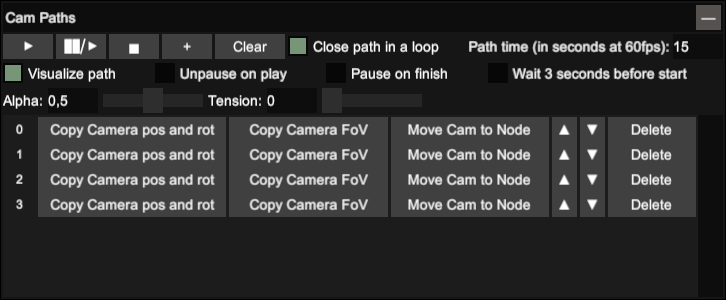 Cam Paths
▶ ▮▮/▶ ■ + Clear Close path in a loop Path time (in seconds at 60fps): 15
Visualize path Unpause on play Pause on finish Wait 3 seconds before start
Alpha: 0,5 Tension: 0
0 Copy Camera pos and rot Copy Camera FoV Move Cam to Node ▲ ▼ Delete
1 Copy Camera pos and rot Copy Camera FoV Move Cam to Node ▲ ▼ Delete
2 Copy Camera pos and rot Copy Camera FoV Move Cam to Node ▲ ▼ Delete
3 Copy Camera pos and rot Copy Camera FoV Move Cam to Node ▲ ▼ Delete